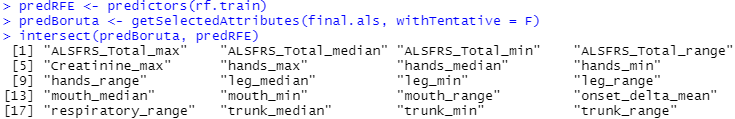 > predRFE <- predictors(rf.train)
> predBoruta <- getSelectedAttributes(final.als, withTentative = F)
> intersect(predBoruta, predRFE)
[1] "ALSFRS_Total_max" "ALSFRS_Total_median" "ALSFRS_Total_min" "ALSFRS_Total_range"
[5] "Creatinine_max" "hands_max" "hands_median" "hands_min"
[9] "hands_range" "leg_median" "leg_min" "leg_range"
[13] "mouth_median" "mouth_min" "mouth_range" "onset_delta_mean"
[17] "respiratory_range" "trunk_median" "trunk_min" "trunk_range"